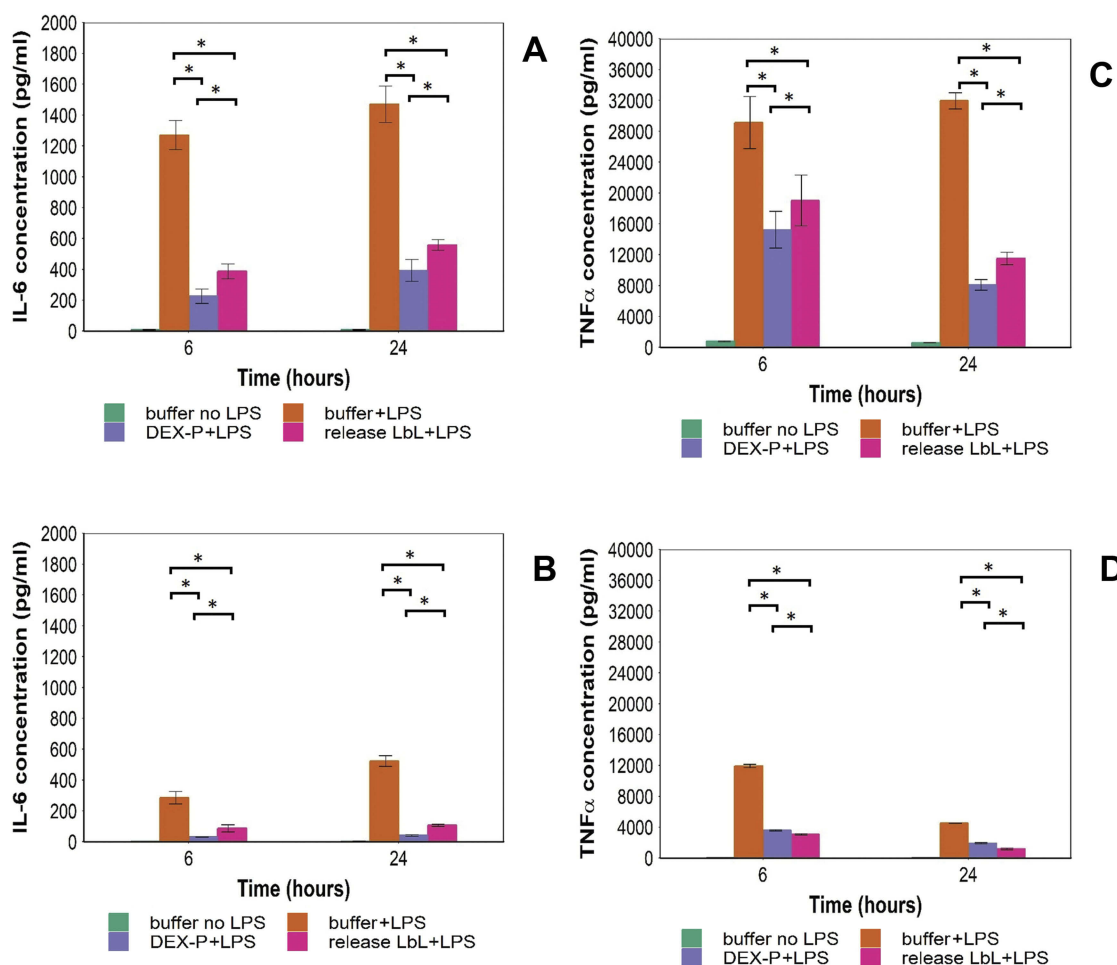 A
IL-6 concentration (pg/ml)
2000
1800
1600
1400
1200
1000
800
600
400
200
0
*
*
*
*
*
*
6
24
Time (hours)
buffer no LPS
buffer+LPS
DEX-P+LPS
release LbL+LPS
C
TNFα concentration (pg/ml)
40000
36000
32000
28000
24000
20000
16000
12000
8000
4000
0
*
*
*
*
*
*
6
24
Time (hours)
buffer no LPS
buffer+LPS
DEX-P+LPS
release LbL+LPS
B
IL-6 concentration (pg/ml)
2000
1800
1600
1400
1200
1000
800
600
400
200
0
*
*
*
*
*
*
6
24
Time (hours)
buffer no LPS
buffer+LPS
DEX-P+LPS
release LbL+LPS
D
TNFα concentration (pg/ml)
40000
36000
32000
28000
24000
20000
16000
12000
8000
4000
0
*
*
*
*
*
*
6
24
Time (hours)
buffer no LPS
buffer+LPS
DEX-P+LPS
release LbL+LPS